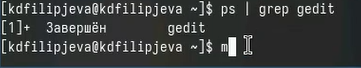 [kdfilipjeva@kdfilipjeva ~]$ ps | grep gedit
[1]+  Завершён        gedit
[kdfilipjeva@kdfilipjeva ~]$ m